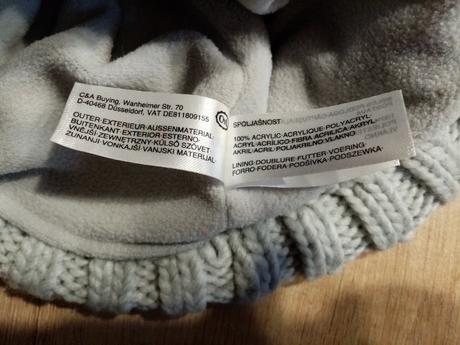 C&A Buying, Wanheimer Str. 70
D-40468 Düsseldorf, VAT DE811809155
OUTER·EXTERIEUR·AUSSENMATERIAL·
BUITENKANT·EXTERIOR·ESTERNO·
VNĚJŠÍ·ZEWNĘTRZNY·KÜLSŐ SZÖVET·
ZUNANJI·VONKAJŠÍ·VANJSKI MATERIJAL
SPOLJAŠNOST
100% ACRYLIC·ACRYLIQUE·POLYACRYL·
ACRYL·ACRÍLICO·FIBRA ACRILICA·AKRYL·
AKRIL·ACRIL·POLIAKRILNO VLAKNO
LINING·DOUBLURE·FUTTER·VOERING
FORRO·FODERA·PODŠÍVKA·PODSZEWKA·